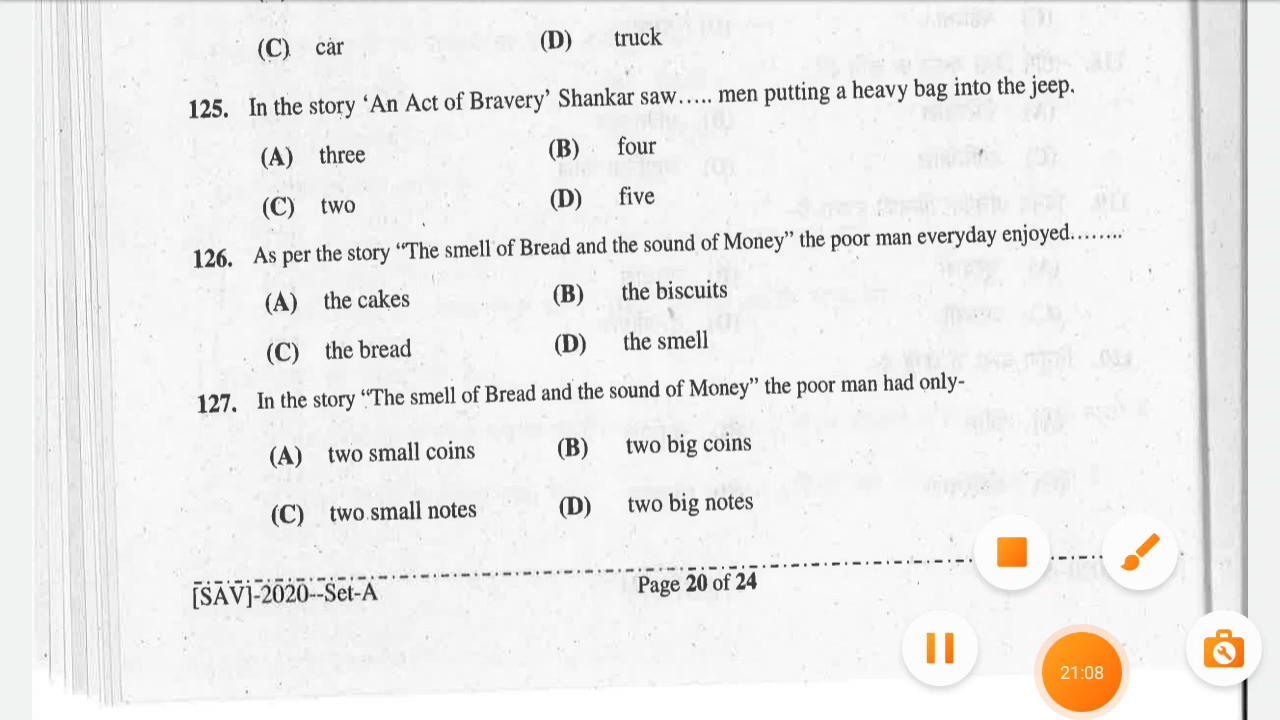 (C) car (D) truck
125. In the story ‘An Act of Bravery’ Shankar saw..... men putting a heavy bag into the jeep.
(A) three (B) four
(C) two (D) five
126. As per the story “The smell of Bread and the sound of Money” the poor man everyday enjoyed........
(A) the cakes (B) the biscuits
(C) the bread (D) the smell
127. In the story “The smell of Bread and the sound of Money” the poor man had only-
(A) two small coins (B) two big coins
(C) two small notes (D) two big notes
[SAV]-2020--Set-A Page 20 of 24
21:08